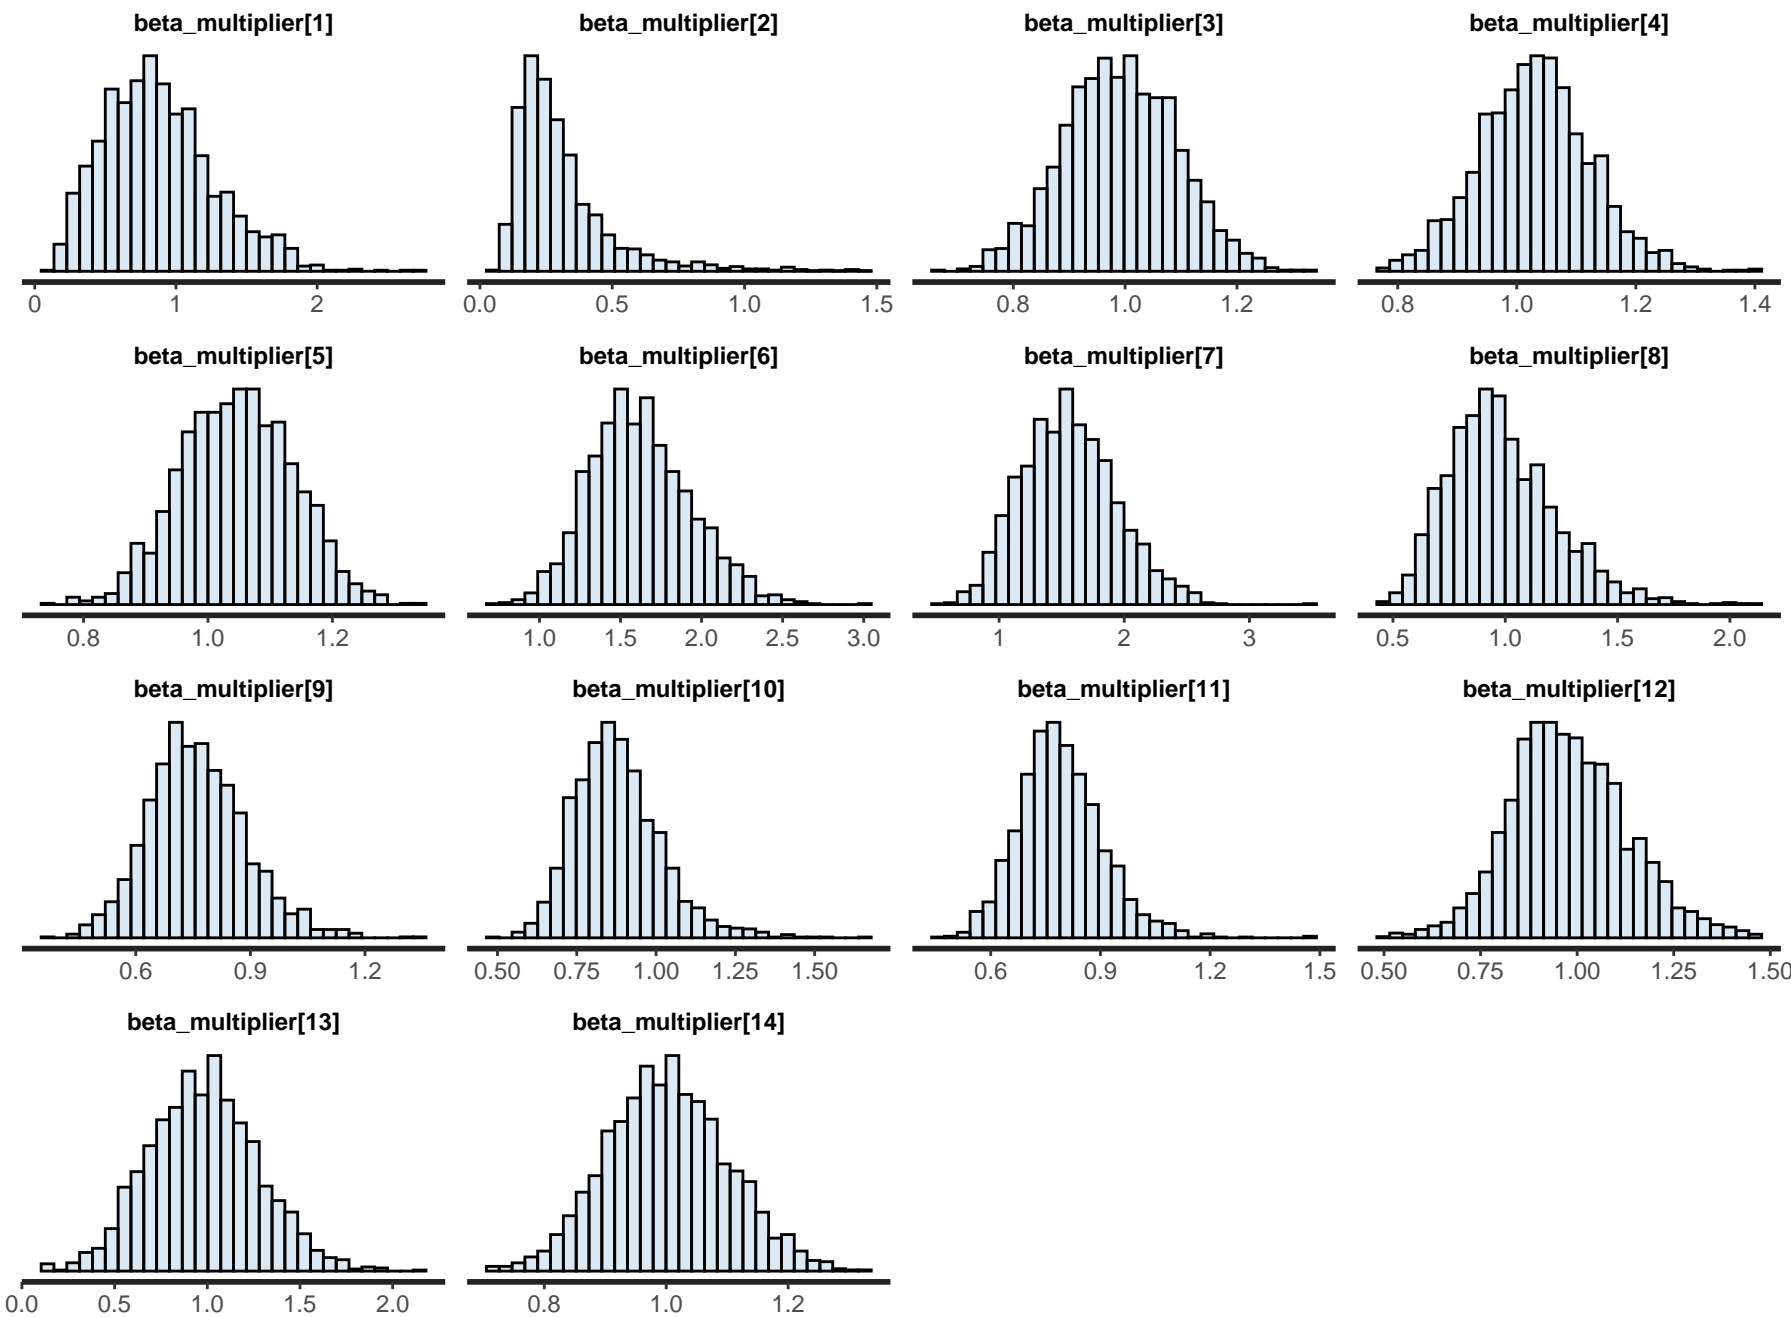 beta_multiplier[1] beta_multiplier[2] beta_multiplier[3] beta_multiplier[4]
0 1 2 0.0 0.5 1.0 1.5 0.8 1.0 1.2 0.8 1.0 1.2 1.4
beta_multiplier[5] beta_multiplier[6] beta_multiplier[7] beta_multiplier[8]
0.8 1.0 1.2 1.0 1.5 2.0 2.5 3.0 1 2 3 0.5 1.0 1.5 2.0
beta_multiplier[9] beta_multiplier[10] beta_multiplier[11] beta_multiplier[12]
0.6 0.9 1.2 0.50 0.75 1.00 1.25 1.50 0.6 0.9 1.2 1.5 0.50 0.75 1.00 1.25 1.50
beta_multiplier[13] beta_multiplier[14]
0.0 0.5 1.0 1.5 2.0 0.8 1.0 1.2